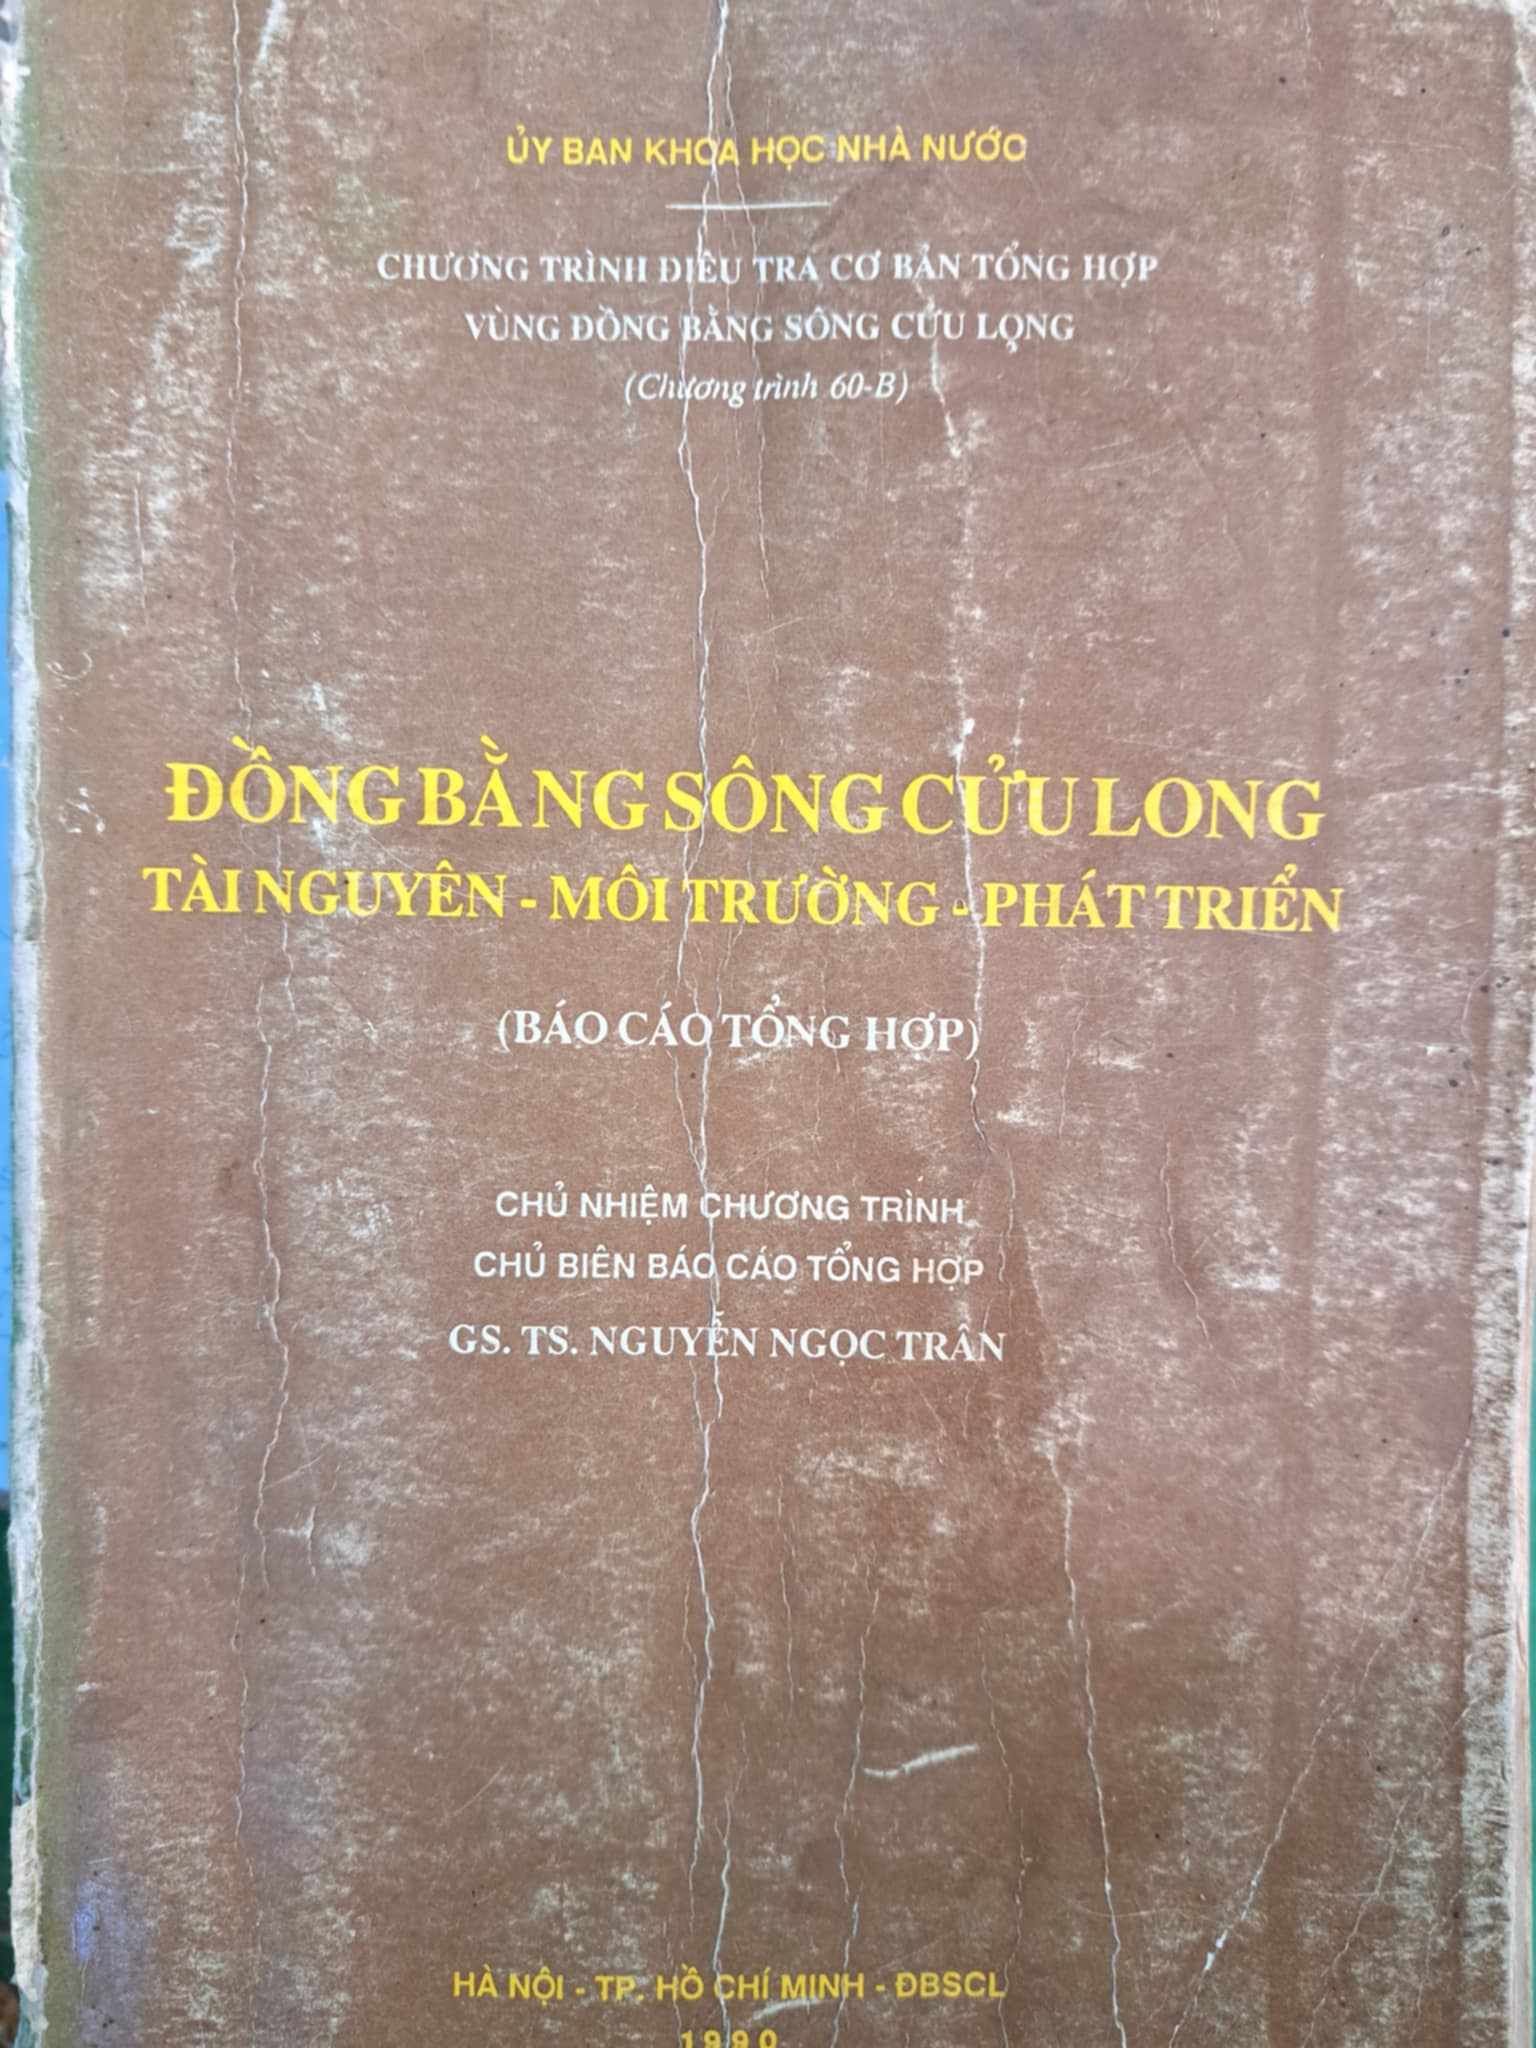 ỦY BAN KHOA HỌC NHÀ NƯỚC
CHƯƠNG TRÌNH ĐIỀU TRA CƠ BẢN TỔNG HỢP
VÙNG ĐỒNG BẰNG SÔNG CỬU LONG
(Chương trình 60-B)
ĐỒNG BẰNG SÔNG CỬU LONG
TÀI NGUYÊN - MÔI TRƯỜNG - PHÁT TRIỂN
(BÁO CÁO TỔNG HỢP)
CHỦ NHIỆM CHƯƠNG TRÌNH
CHỦ BIÊN BÁO CÁO TỔNG HỢP
GS. TS. NGUYỄN NGỌC TRÂN
HÀ NỘI - TP. HỒ CHÍ MINH - ĐBSCL
1990